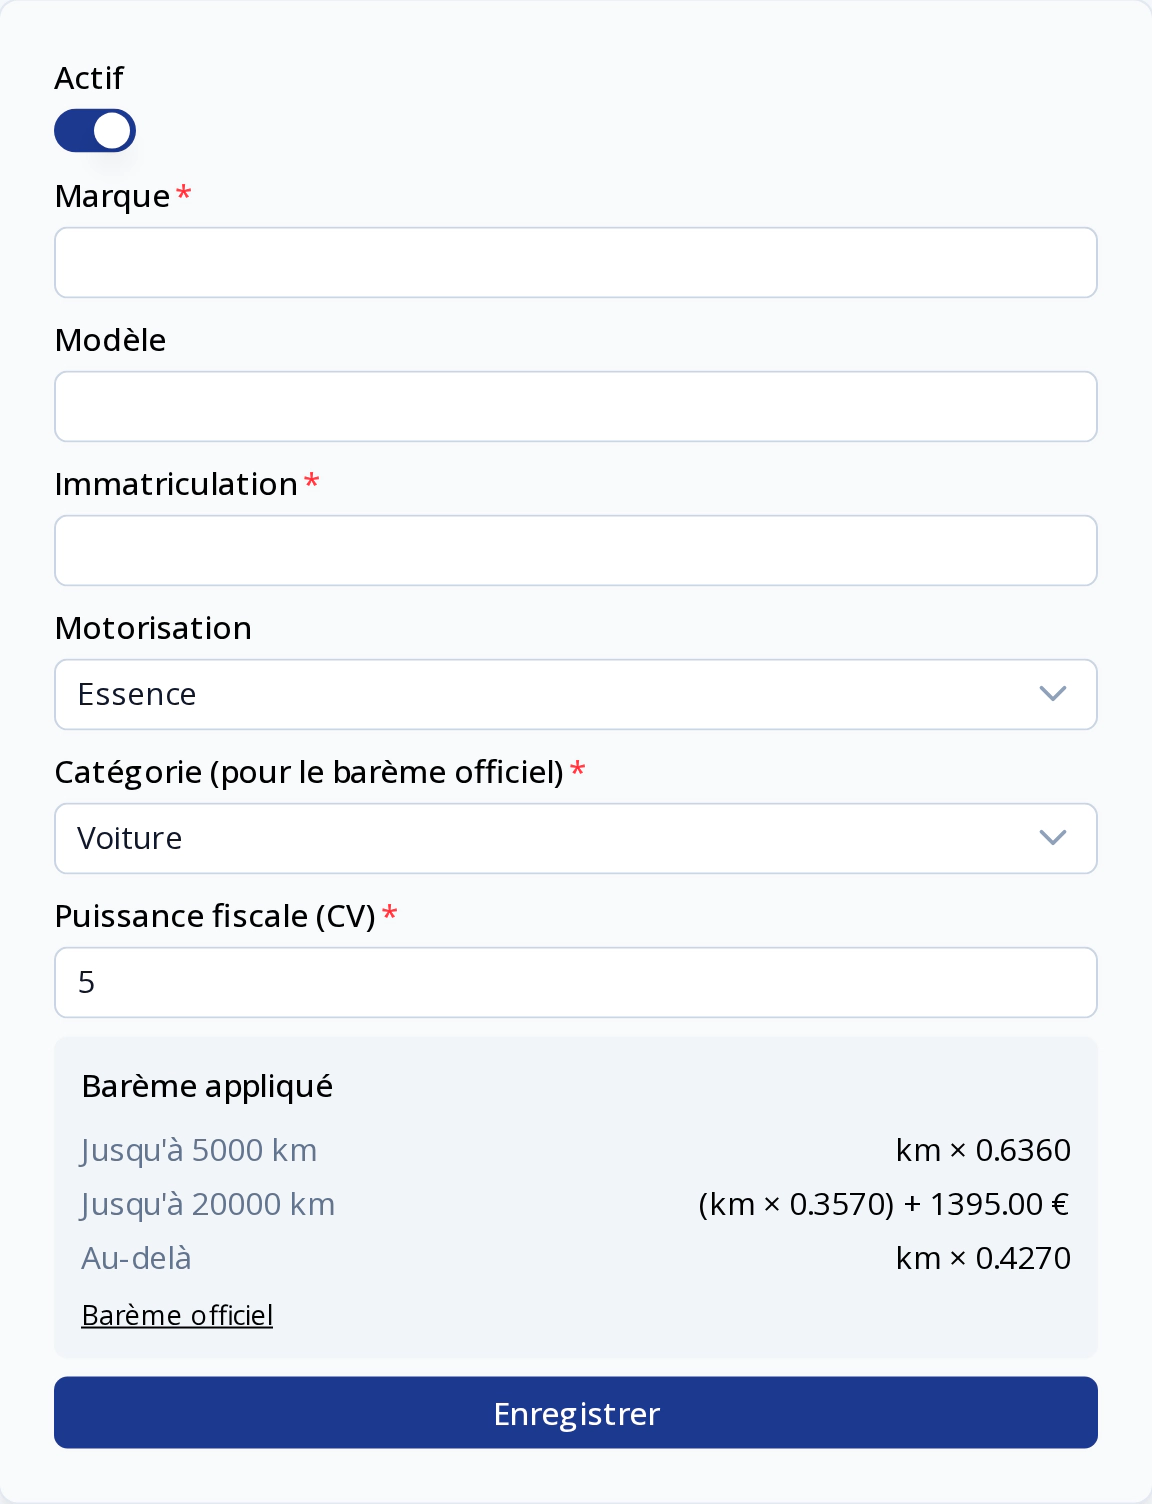 Actif
Marque *
Modèle
Immatriculation *
Motorisation
Essence
Catégorie (pour le barème officiel) *
Voiture
Puissance fiscale (CV) *
5
Barème appliqué
Jusqu'à 5000 km km × 0.6360
Jusqu'à 20000 km (km × 0.3570) + 1395.00 €
Au-delà km × 0.4270
Barème officiel
Enregistrer